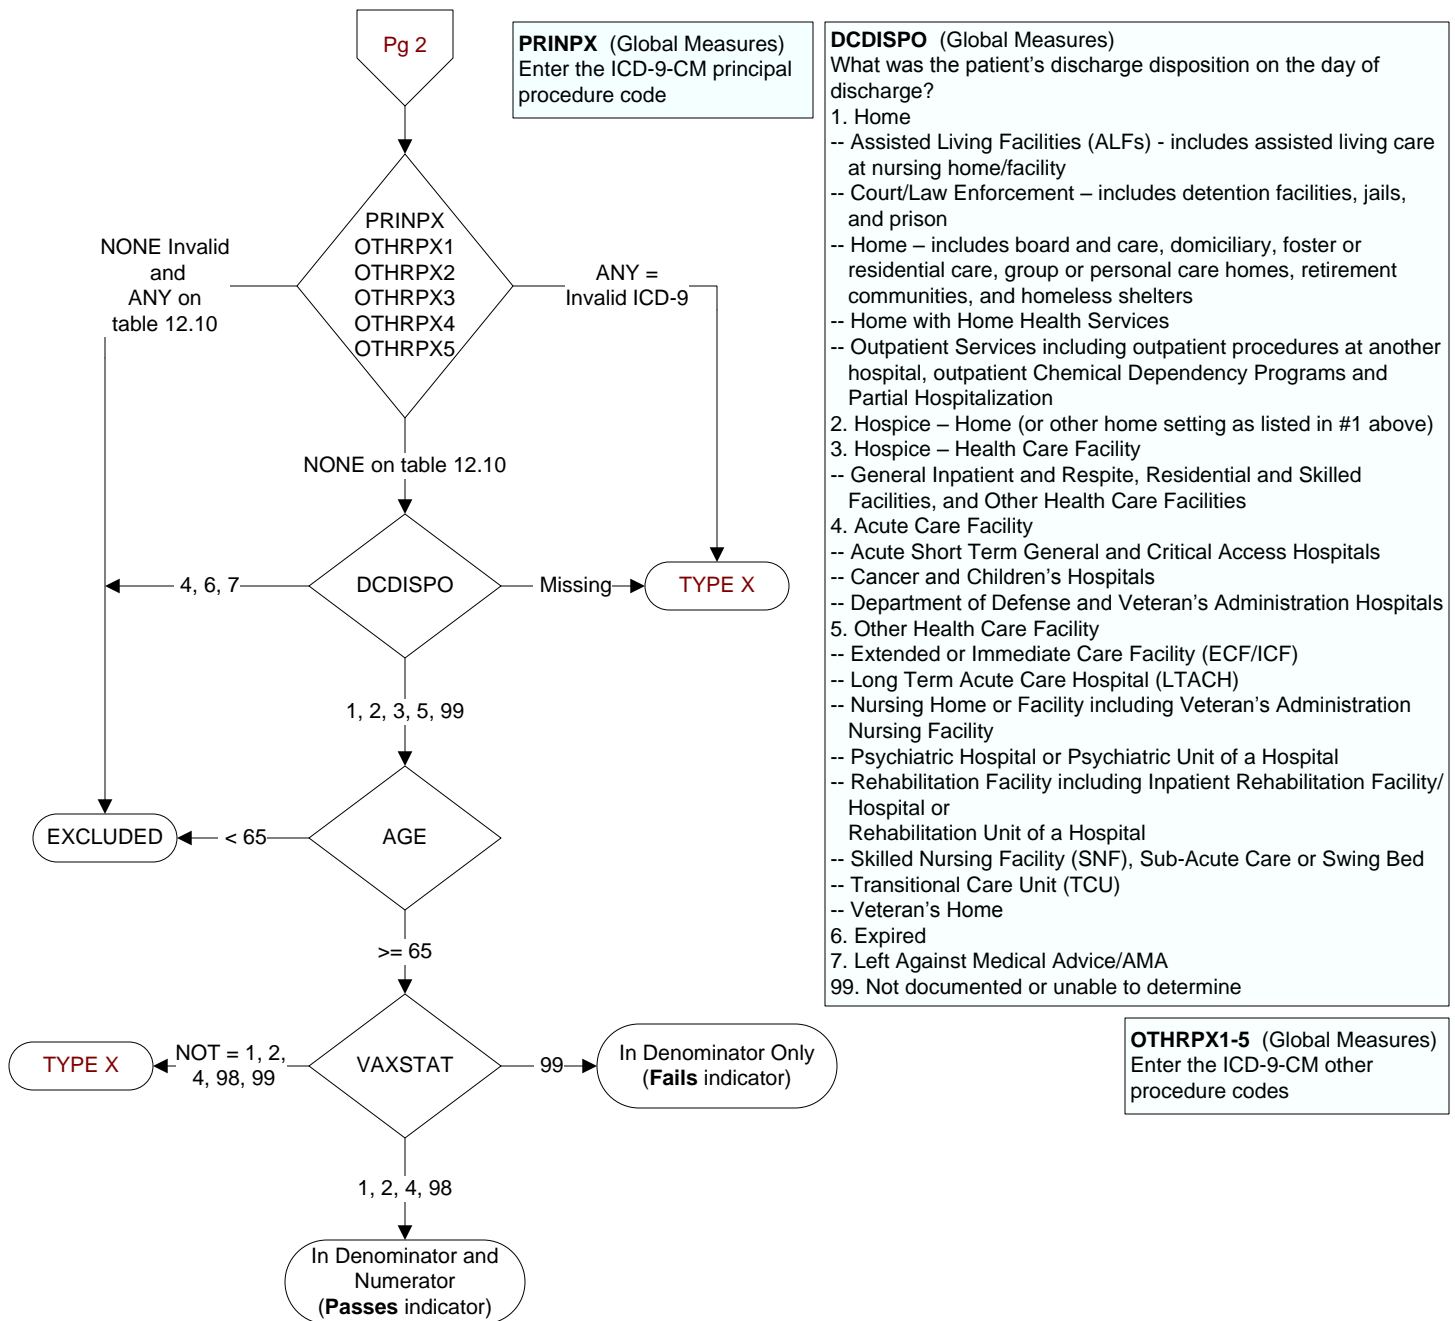 Pg 2
PRINPX (Global Measures)
Enter the ICD-9-CM principal
procedure code
DCDISPO (Global Measures)
What was the patient's discharge disposition on the day of
discharge?
1. Home
-- Assisted Living Facilities (ALFs) - includes assisted living care
at nursing home/facility
-- Court/Law Enforcement – includes detention facilities, jails,
and prison
-- Home – includes board and care, domiciliary, foster or
residential care, group or personal care homes, retirement
communities, and homeless shelters
-- Home with Home Health Services
-- Outpatient Services including outpatient procedures at another
hospital, outpatient Chemical Dependency Programs and
Partial Hospitalization
2. Hospice – Home (or other home setting as listed in #1 above)
3. Hospice – Health Care Facility
-- General Inpatient and Respite, Residential and Skilled
Facilities, and Other Health Care Facilities
4. Acute Care Facility
-- Acute Short Term General and Critical Access Hospitals
-- Cancer and Children's Hospitals
-- Department of Defense and Veteran's Administration Hospitals
5. Other Health Care Facility
-- Extended or Immediate Care Facility (ECF/ICF)
-- Long Term Acute Care Hospital (LTACH)
-- Nursing Home or Facility including Veteran's Administration
Nursing Facility
-- Psychiatric Hospital or Psychiatric Unit of a Hospital
-- Rehabilitation Facility including Inpatient Rehabilitation Facility/
Hospital or
Rehabilitation Unit of a Hospital
-- Skilled Nursing Facility (SNF), Sub-Acute Care or Swing Bed
-- Transitional Care Unit (TCU)
-- Veteran's Home
6. Expired
7. Left Against Medical Advice/AMA
99. Not documented or unable to determine
PRINPX
OTHRPX1
OTHRPX2
OTHRPX3
OTHRPX4
OTHRPX5
NONE Invalid
and
ANY on
table 12.10
ANY =
Invalid ICD-9
NONE on table 12.10
4, 6, 7
DCDISPO
Missing
TYPE X
1, 2, 3, 5, 99
EXCLUDED
< 65
AGE
>= 65
TYPE X
NOT = 1, 2,
4, 98, 99
VAXSTAT
99
In Denominator Only
(Fails indicator)
OTHRPX1-5 (Global Measures)
Enter the ICD-9-CM other
procedure codes
1, 2, 4, 98
In Denominator and
Numerator
(Passes indicator)